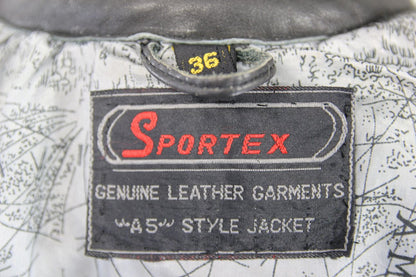 36
SPORTEX
GENUINE LEATHER GARMENTS
"A5" STYLE JACKET
A M